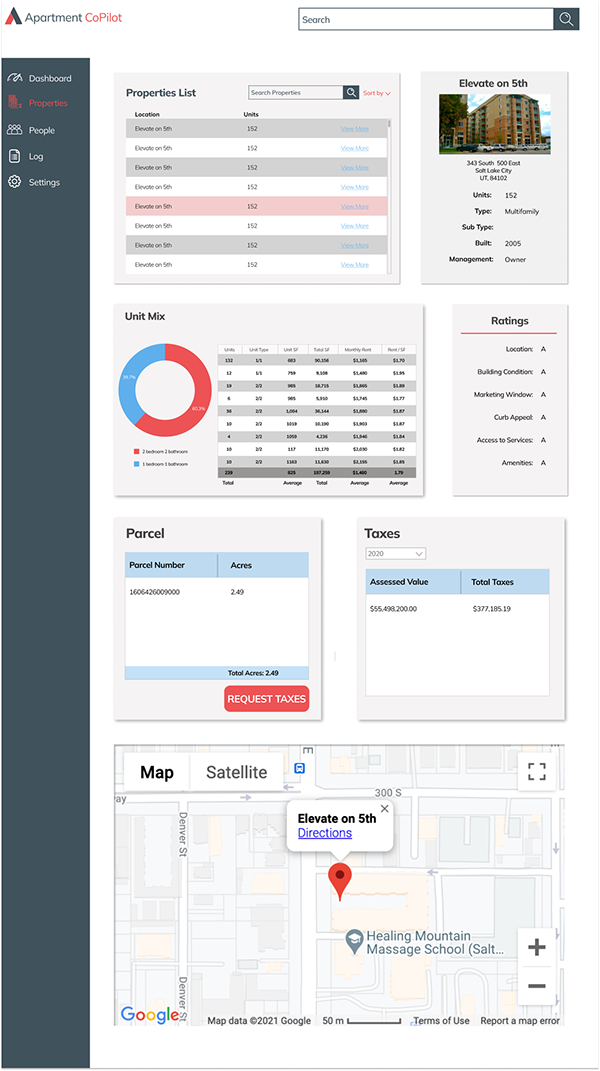 Apartment CoPilot
Search
Dashboard
Properties
People
Log
Settings
Properties List
Search Properties
Sort by
Location Units
Elevate on 5th 152 View More
Elevate on 5th 152 View More
Elevate on 5th 152 View More
Elevate on 5th 152 View More
Elevate on 5th 152 View More
Elevate on 5th 152 View More
Elevate on 5th 152 View More
Elevate on 5th 152 View More
Elevate on 5th
343 South 500 East
Salt Lake City
UT, 84102
Units: 152
Type: Multifamily
Sub Type:
Built: 2005
Management: Owner
Unit Mix
39.7%
60.3%
2 bedroom 2 bathroom
1 bedroom 1 bathroom
Units Unit Type Unit SF Total SF Monthly Rent Rent / SF
132 1/1 683 90,156 $1,165 $1.70
12 1/1 759 9,108 $1,480 $1.95
19 2/2 985 18,715 $1,865 $1.89
6 2/2 985 5,910 $1,745 $1.77
36 2/2 1,004 36,144 $1,880 $1.87
10 2/2 1019 10,190 $1,903 $1.87
4 2/2 1059 4,236 $1,946 $1.84
10 2/2 117 11,170 $2,030 $1.82
10 2/2 1163 11,630 $2,155 $1.85
239 825 197,259 $1,460 1.79
Total Average Total Average Average
Ratings
Location: A
Building Condition: A
Marketing Window: A
Curb Appeal: A
Access to Services: A
Amenities: A
Parcel
Parcel Number Acres
1606426009000 2.49
Total Acres: 2.49
REQUEST TAXES
Taxes
2020
Assessed Value Total Taxes
$55,498,200.00 $377,185.19
Map Satellite
E
300 S
way
Denver St
Elevate on 5th
Directions
Healing Mountain
Massage School (Salt...
Denver St
Google
Map data ©2021 Google 50 m Terms of Use Report a map error